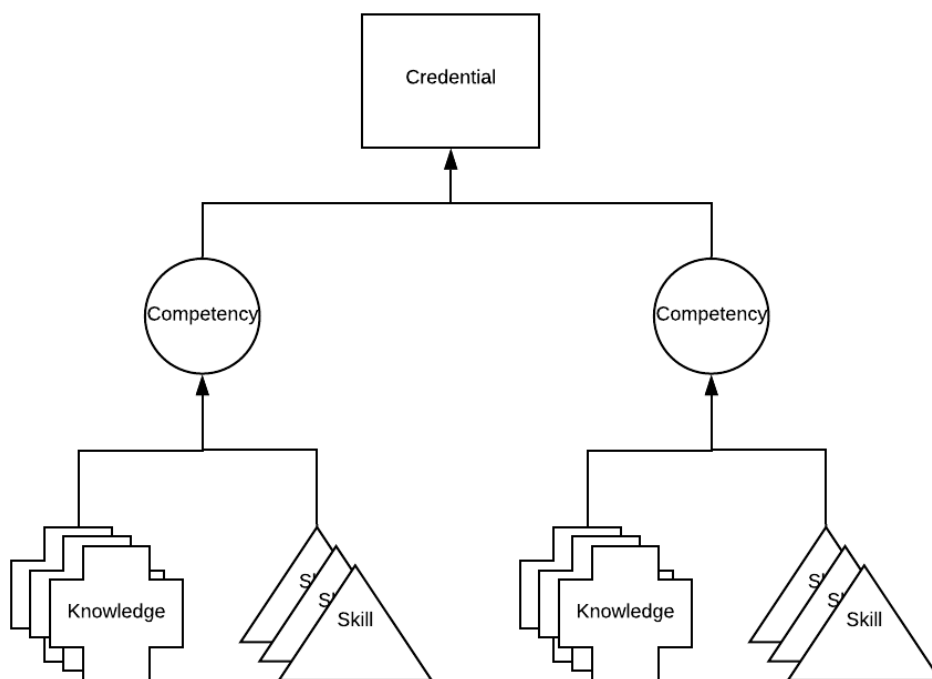 Credential
Competency
Competency
Knowledge
Skill
Knowledge
Skill